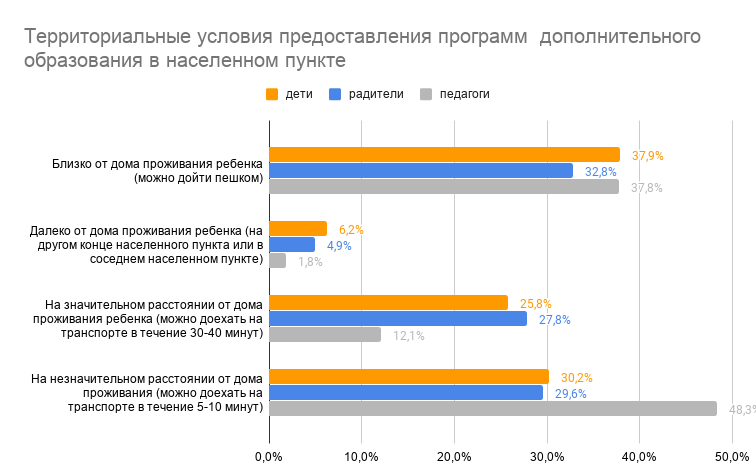 Территориальные условия предоставления программ дополнительного
образования в населенном пункте
дети радители педагоги
Близко от дома проживания ребенка
(можно дойти пешком)
37,9%
32,8%
37,8%
Далеко от дома проживания ребенка (на
другом конце населенного пункта или в
соседнем населенном пункте)
6,2%
4,9%
1,8%
На значительном расстоянии от дома
проживания ребенка (можно доехать на
транспорте в течение 30-40 минут)
25,8%
27,8%
12,1%
На незначительном расстоянии от дома
проживания (можно доехать на
транспорте в течение 5-10 минут)
30,2%
29,6%
48,3%
0,0% 10,0% 20,0% 30,0% 40,0% 50,0%